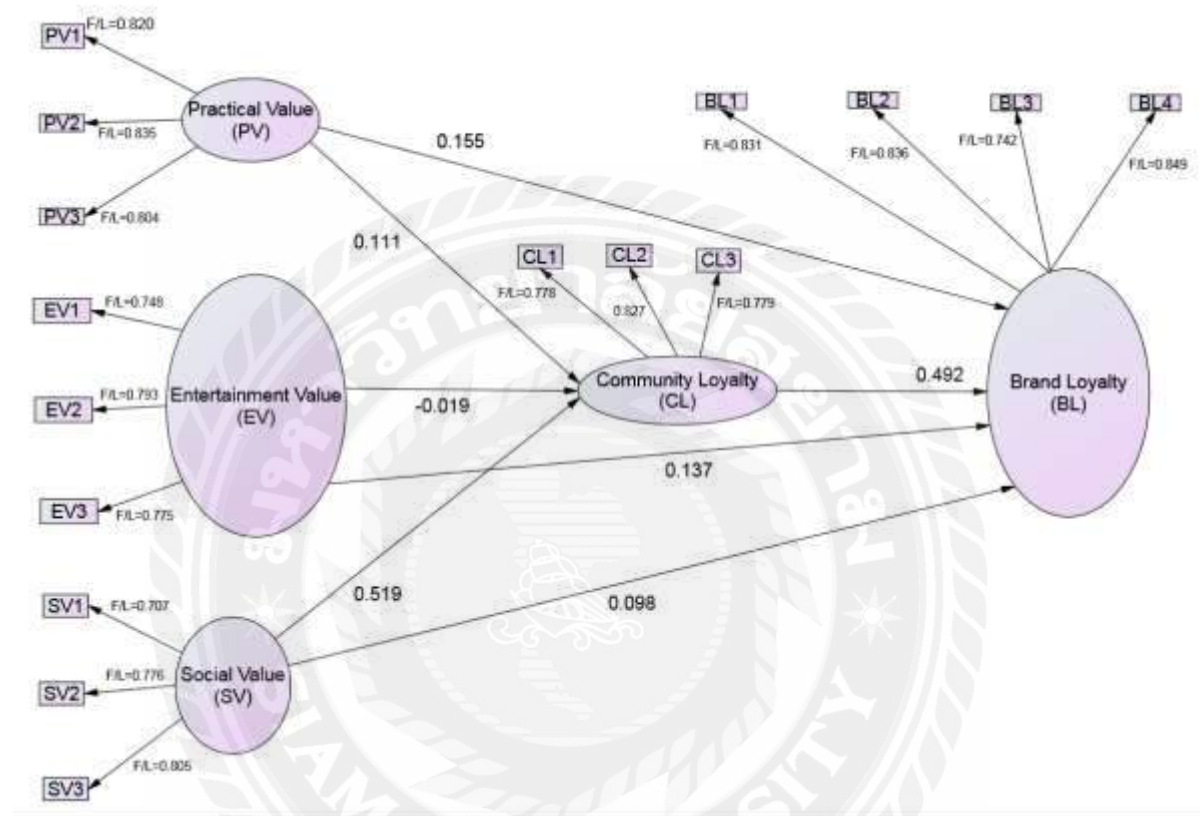 PV1
F/L=0.820
PV2
F/L=0.835
PV3
F/L=0.804
Practical Value
(PV)
0.155
0.111
BL1
BL2
BL3
BL4
F/L=0.831
F/L=0.836
F/L=0.742
F/L=0.849
CL1
CL2
CL3
F/L=0.778
0.827
F/L=0.779
EV1
F/L=0.748
EV2
F/L=0.793
EV3
F/L=0.775
Entertainment Value
(EV)
-0.019
Community Loyalty
(CL)
0.492
Brand Loyalty
(BL)
0.137
SV1
F/L=0.707
SV2
F/L=0.776
SV3
F/L=0.805
Social Value
(SV)
0.519
0.098